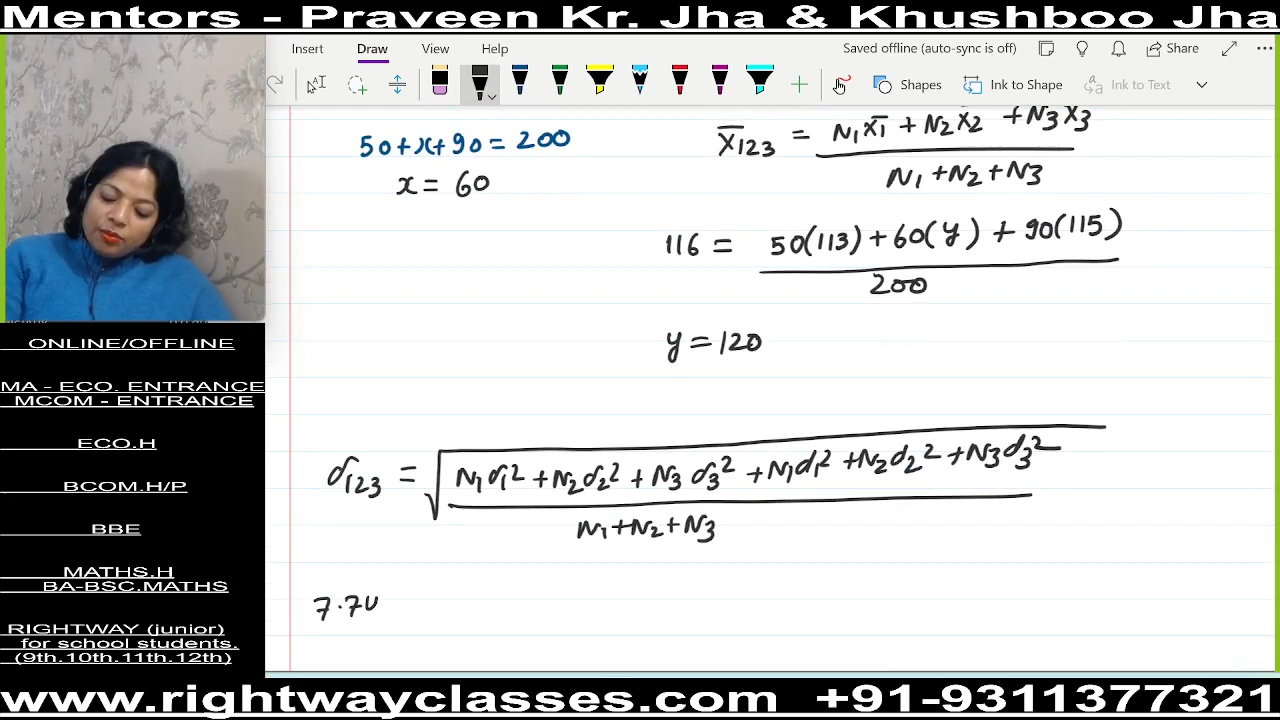 Mentors - Praveen Kr. Jha & Khushboo Jha
Insert Draw View Help Saved offline (auto-sync is off) Share
Shapes Ink to Shape Ink to Text
50+x+90 = 200
x = 60
X̄123 = N1X̄1 + N2X̄2 + N3X̄3
N1+N2+N3
116 = 50(113)+60(y) + 90(115)
200
y = 120
σ123 = √ N1σ1² + N2σ2² + N3σ3² + N1d1² + N2d2² + N3d3²
N1+N2+N3
7.74
ONLINE/OFFLINE
MA - ECO. ENTRANCE
MCOM - ENTRANCE
ECO.H
BCOM.H/P
BBE
MATHS.H
BA-BSC.MATHS
RIGHTWAY (junior)
for school students.
(9th.10th.11th.12th)
www.rightwayclasses.com +91-9311377321